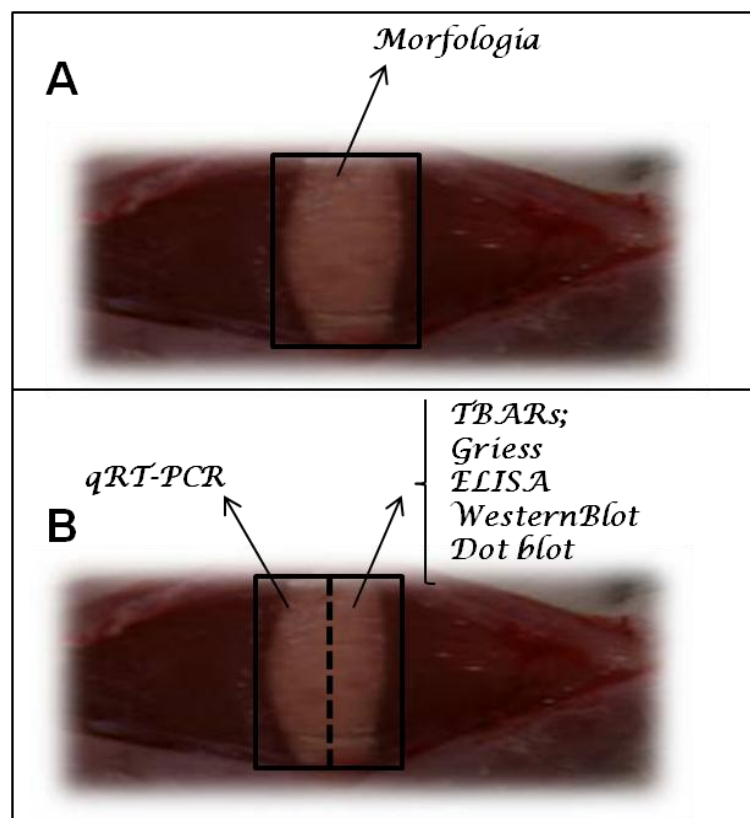 Morfologia
A
TBARs;
Griess
ELISA
WesternBlot
Dot blot
qRT-PCR
B